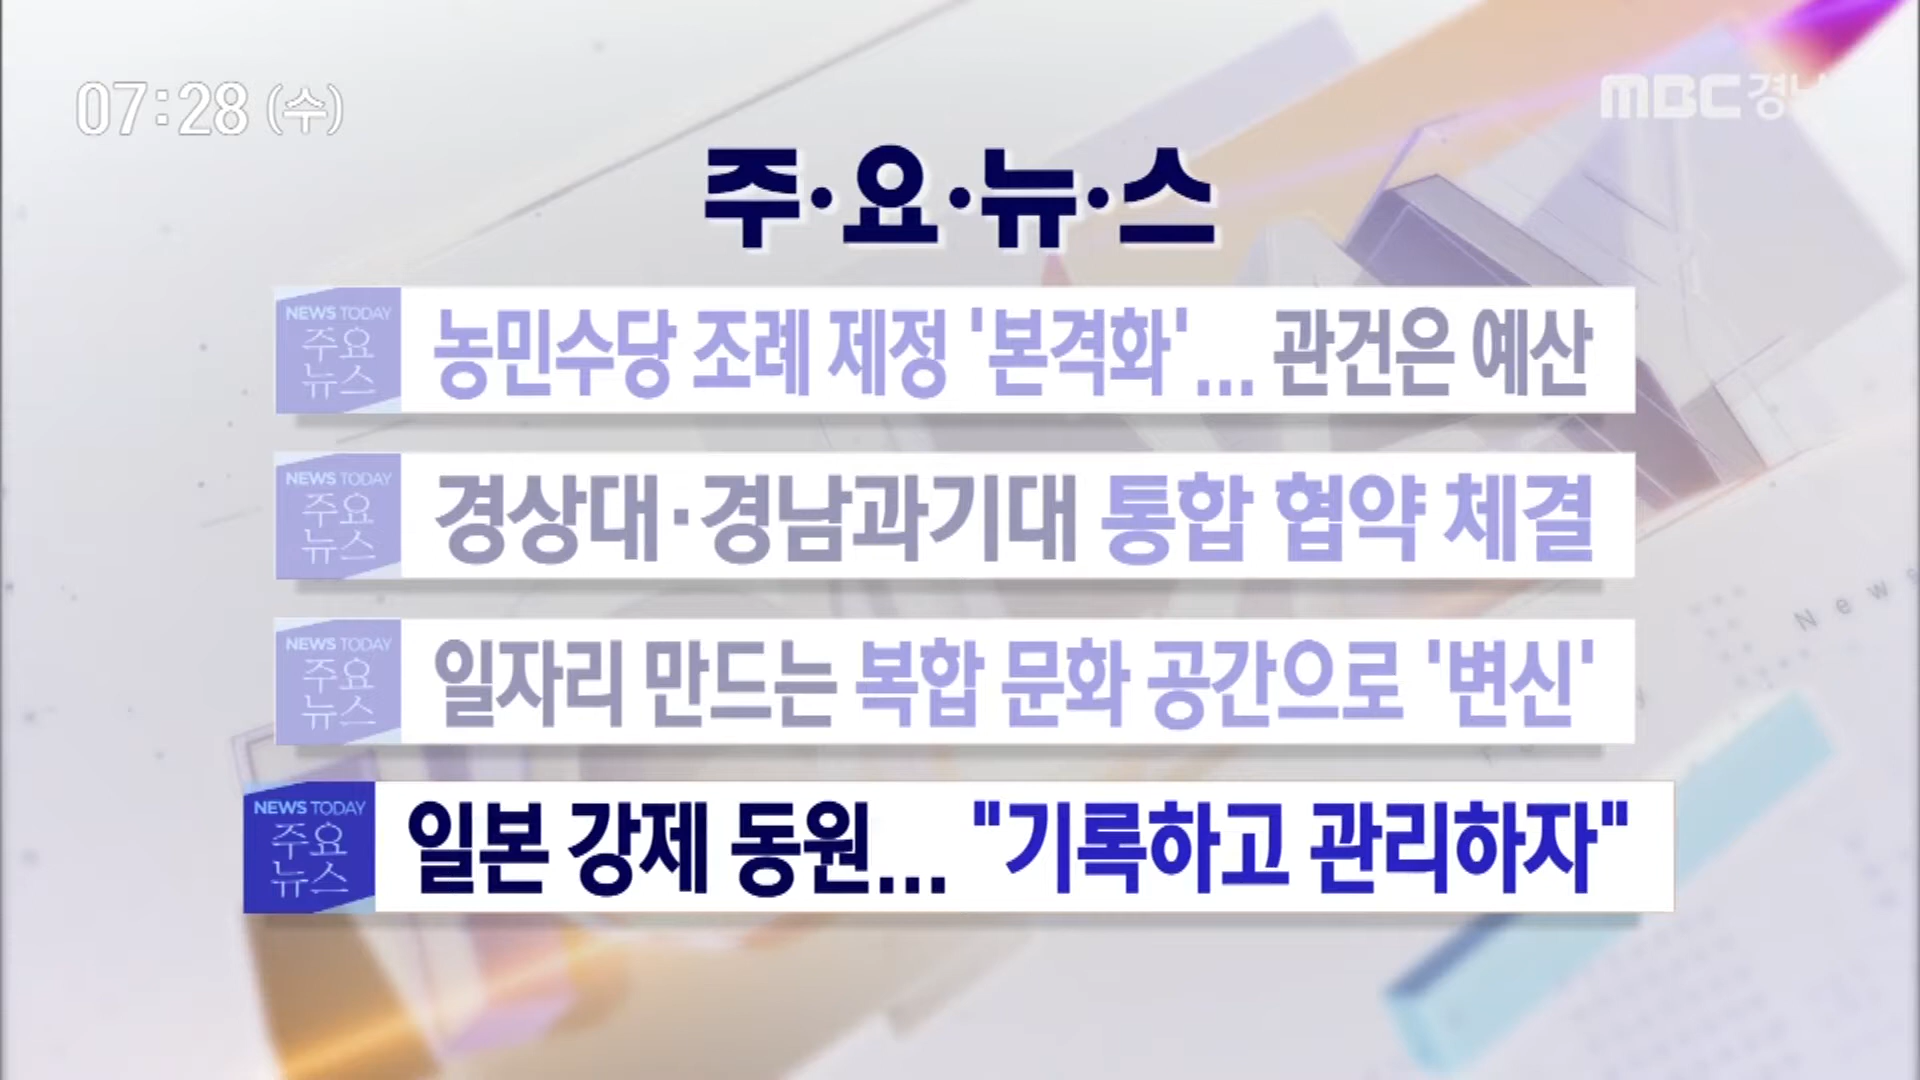 07:28 (수)
MBC경남
주·요·뉴·스
NEWS TODAY
주요
뉴스
농민수당 조례 제정 '본격화'... 관건은 예산
NEWS TODAY
주요
뉴스
경상대·경남과기대 통합 협약 체결
NEWS TODAY
주요
뉴스
일자리 만드는 복합 문화 공간으로 '변신'
NEWS TODAY
주요
뉴스
일본 강제 동원... "기록하고 관리하자"
News